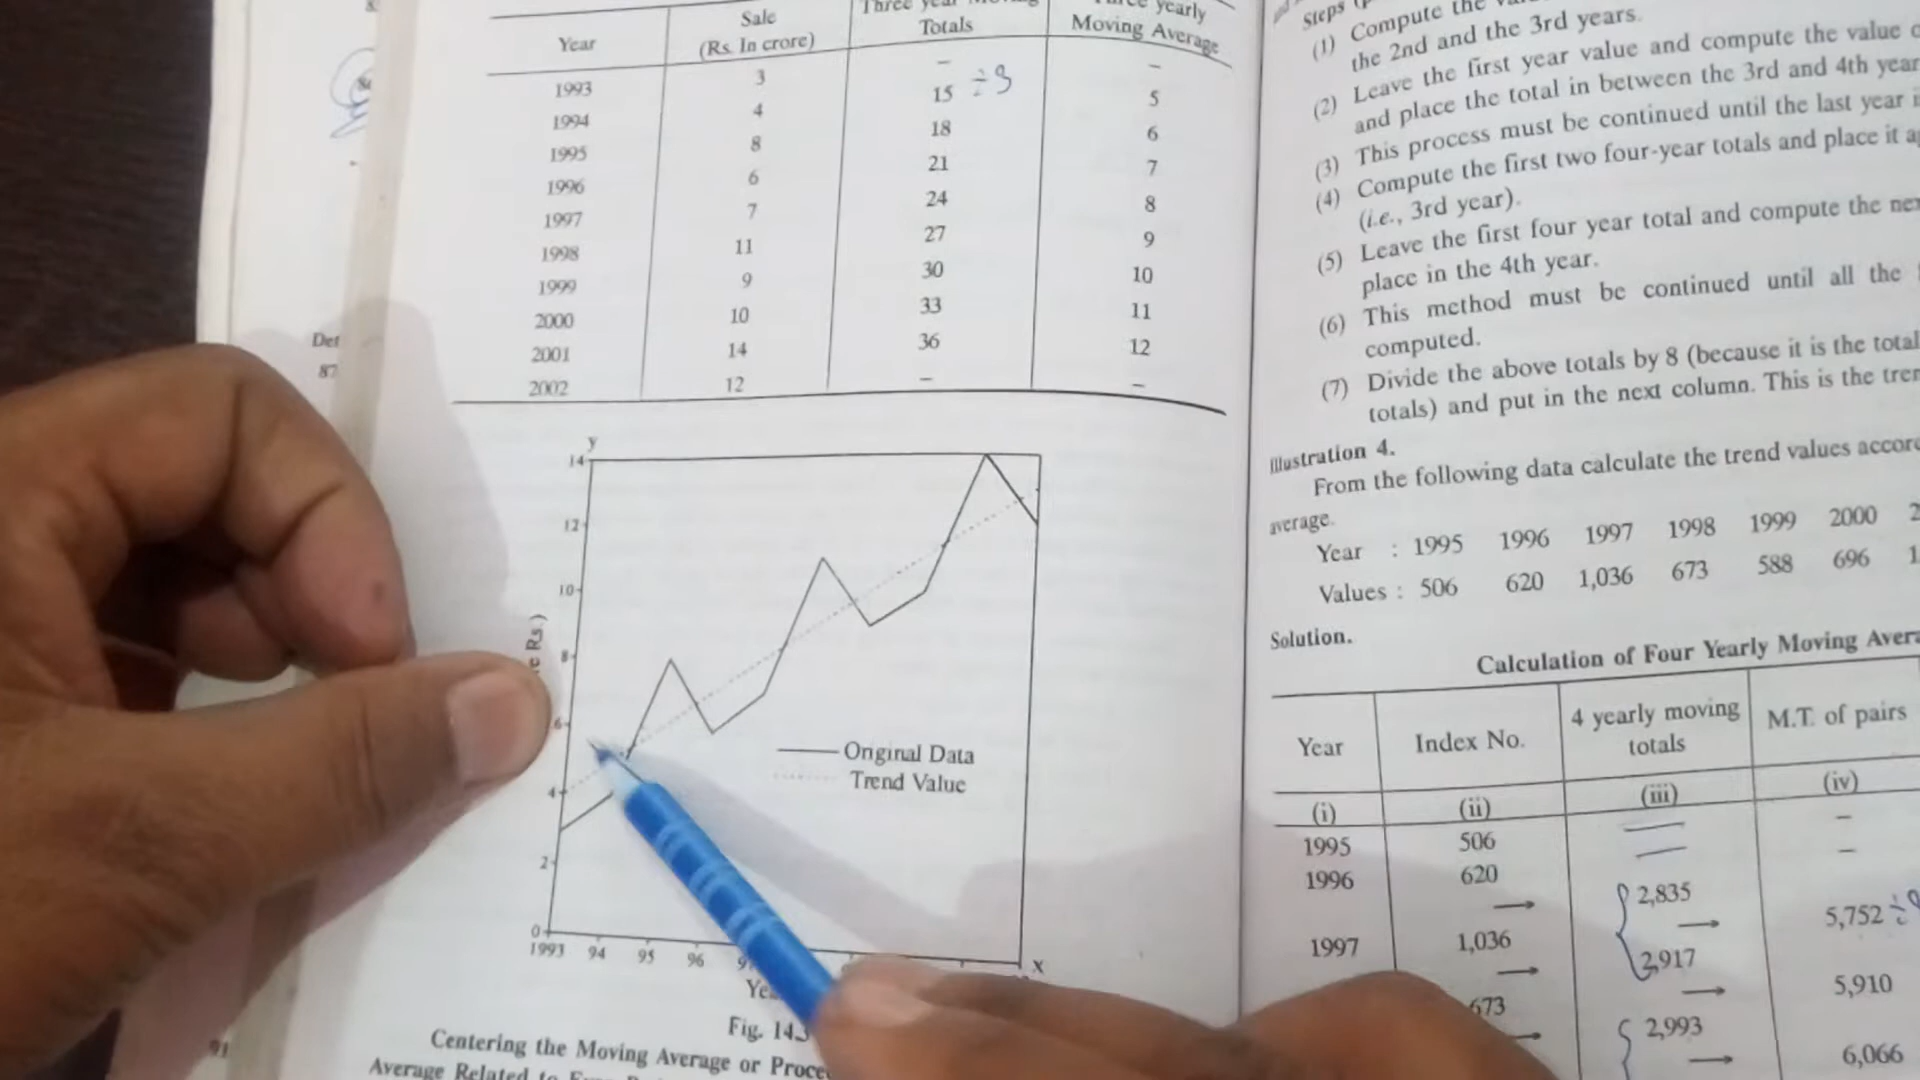 Sale
Three year
Totals
yearly
Moving Average
Year
(Rs. In crore)
1993 3 – –
1994 4 15 ÷3 5
1995 8 18 6
1996 6 21 7
1997 7 24 8
1998 11 27 9
1999 9 30 10
2000 10 33 11
2001 14 36 12
2002 12 – –
y
14
12
10
8
6
4
2
0
Rs.)
Original Data
Trend Value
1993 94 95 96
x
Fig. 14.
Centering the Moving Average or
Average Related to
Det
87
91
Steps
(1) Compute the
the 2nd and the 3rd years.
(2) Leave the first year value and compute the value
and place the total in between the 3rd and 4th year
(3) This process must be continued until the last year
(4) Compute the first two four-year totals and place it
(i.e., 3rd year).
(5) Leave the first four year total and compute the
place in the 4th year.
(6) This method must be continued until all the
computed.
(7) Divide the above totals by 8 (because it is the total
totals) and put in the next column. This is the
Illustration 4.
From the following data calculate the trend values
average.
Year : 1995 1996 1997 1998 1999 2000
Values : 506 620 1,036 673 588 696
Solution.
Calculation of Four Yearly Moving
Year Index No. 4 yearly moving totals M.T. of pairs
(i) (ii) (iii) (iv)
1995 506 –
1996 620 –
→ 2,835
1997 1,036 → 5,752 ÷
→ 2,917
673 → 5,910
→ 2,993
→ 6,066